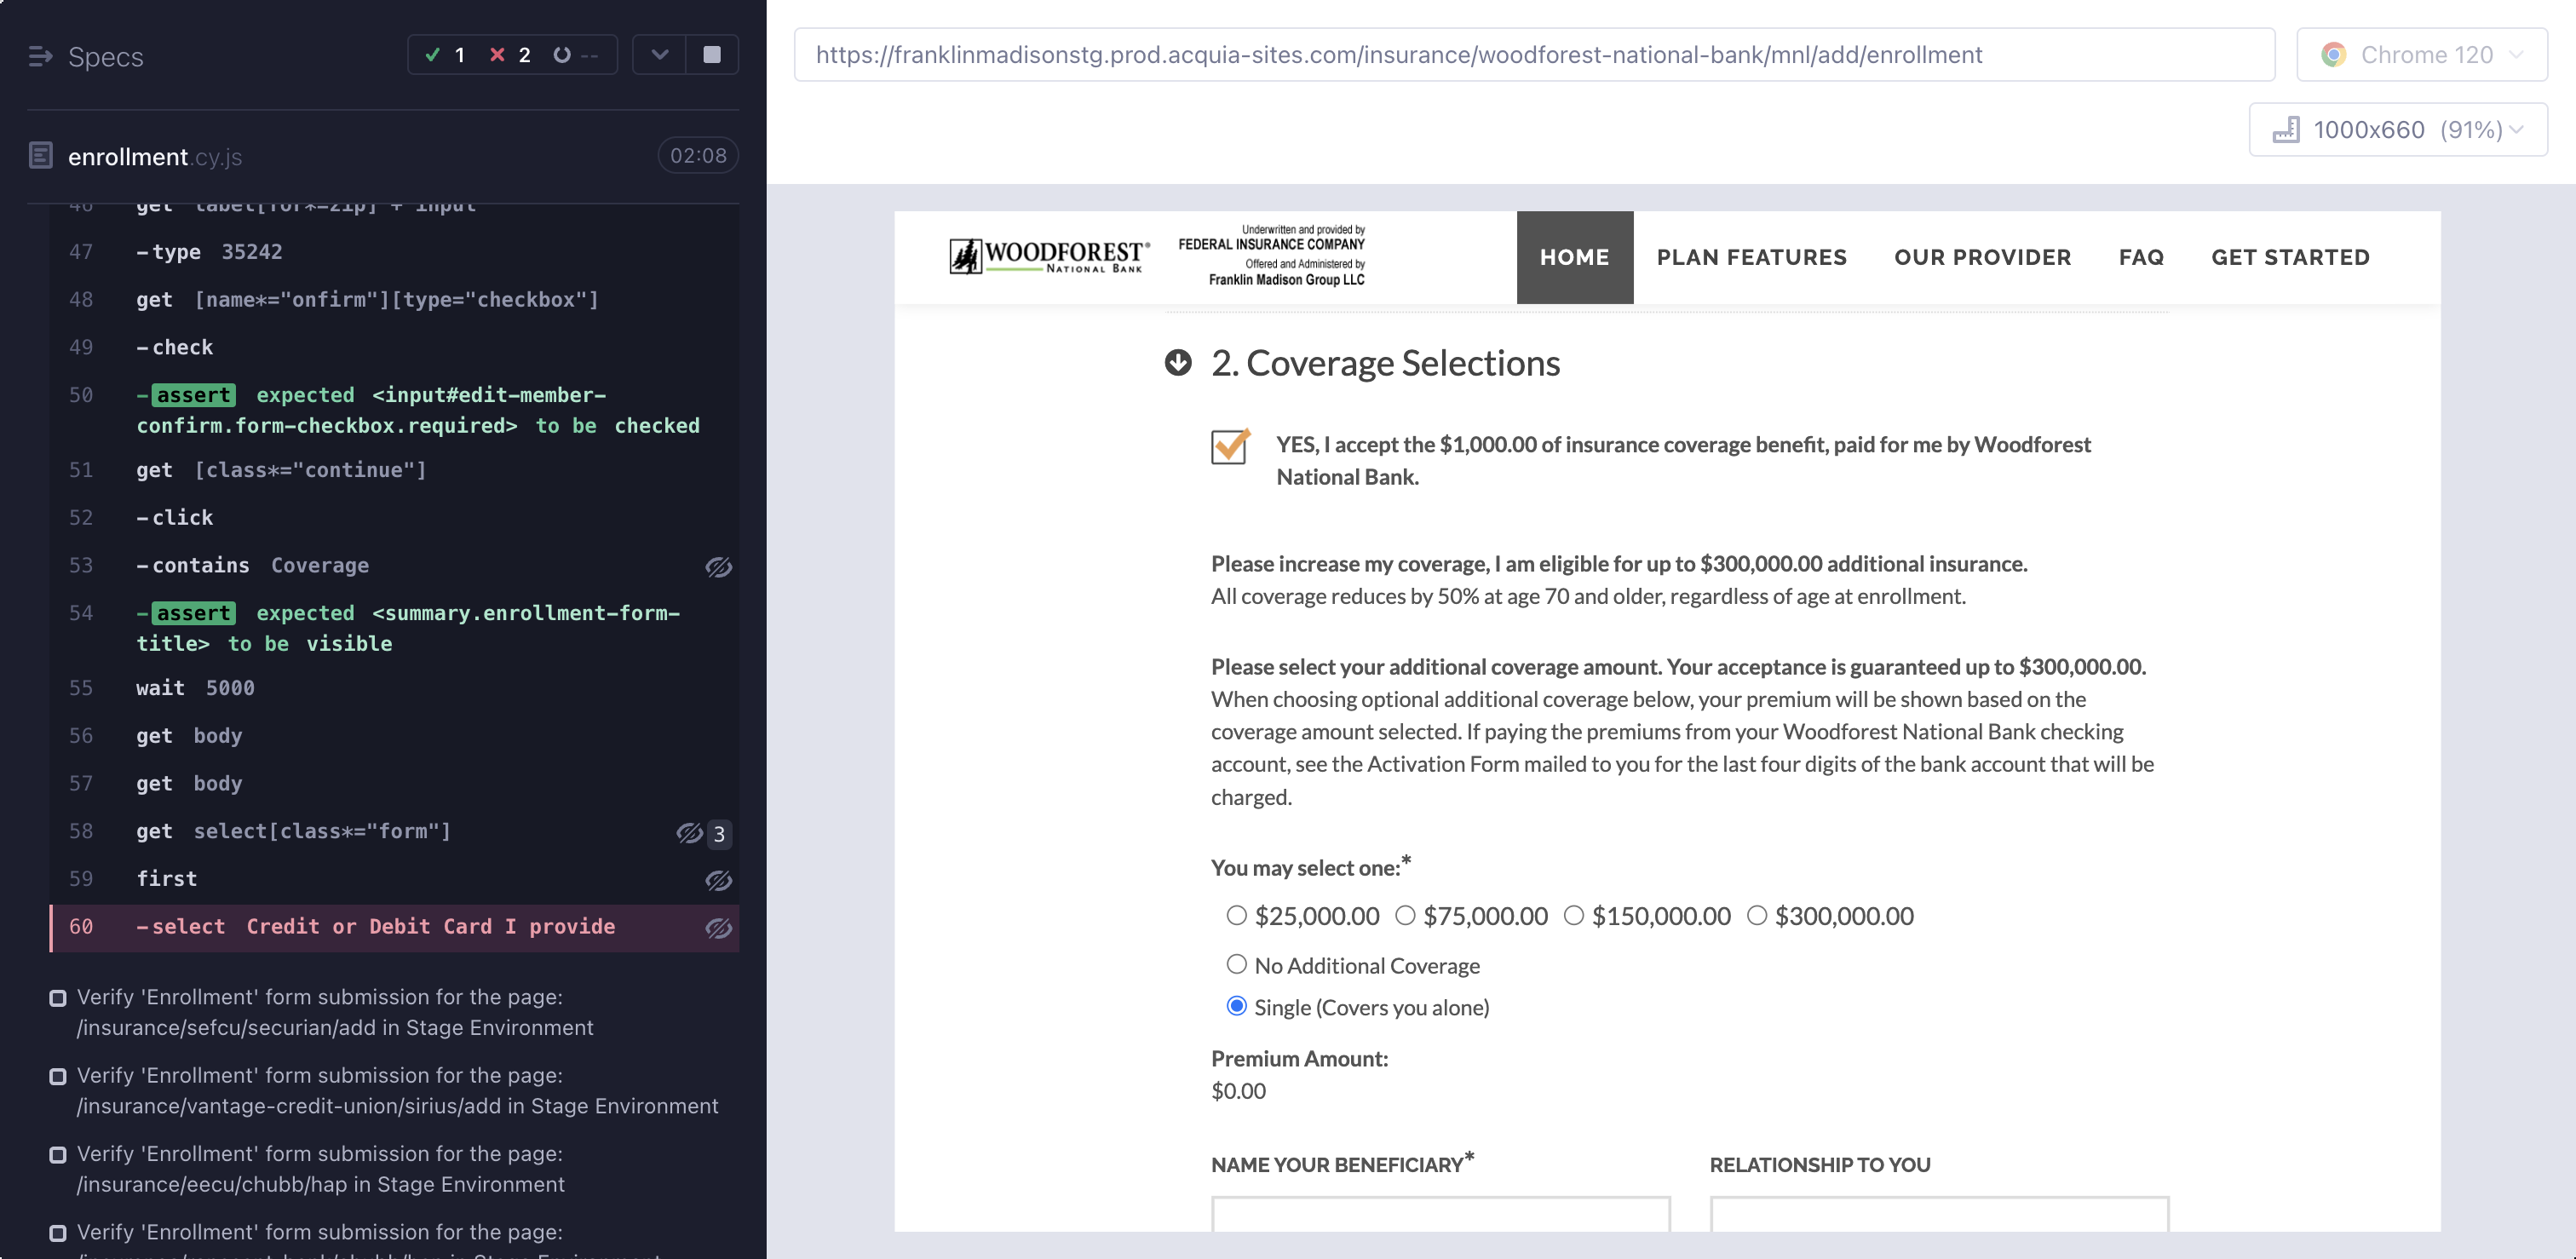 Specs
1 2 --
enrollment.cy.js
02:08
46 get label[for*=zip] + input
47 -type 35242
48 get [name*="onfirm"][type="checkbox"]
49 -check
50 -assert expected <input#edit-member-
confirm.form-checkbox.required> to be checked
51 get [class*="continue"]
52 -click
53 -contains Coverage
54 -assert expected <summary.enrollment-form-
title> to be visible
55 wait 5000
56 get body
57 get body
58 get select[class*="form"] 3
59 first
60 -select Credit or Debit Card I provide
Verify 'Enrollment' form submission for the page:
/insurance/sefcu/securian/add in Stage Environment
Verify 'Enrollment' form submission for the page:
/insurance/vantage-credit-union/sirius/add in Stage Environment
Verify 'Enrollment' form submission for the page:
/insurance/eecu/chubb/hap in Stage Environment
Verify 'Enrollment' form submission for the page:
https://franklinmadisonstg.prod.acquia-sites.com/insurance/woodforest-national-bank/mnl/add/enrollment
Chrome 120
1000x660 (91%)
WOODFOREST®
NATIONAL BANK
Underwritten and provided by
FEDERAL INSURANCE COMPANY
Offered and Administered by
Franklin Madison Group LLC
HOME PLAN FEATURES OUR PROVIDER FAQ GET STARTED
2. Coverage Selections
YES, I accept the $1,000.00 of insurance coverage benefit, paid for me by Woodforest
National Bank.
Please increase my coverage, I am eligible for up to $300,000.00 additional insurance.
All coverage reduces by 50% at age 70 and older, regardless of age at enrollment.
Please select your additional coverage amount. Your acceptance is guaranteed up to $300,000.00.
When choosing optional additional coverage below, your premium will be shown based on the
coverage amount selected. If paying the premiums from your Woodforest National Bank checking
account, see the Activation Form mailed to you for the last four digits of the bank account that will be
charged.
You may select one:*
$25,000.00 $75,000.00 $150,000.00 $300,000.00
No Additional Coverage
Single (Covers you alone)
Premium Amount:
$0.00
NAME YOUR BENEFICIARY* RELATIONSHIP TO YOU